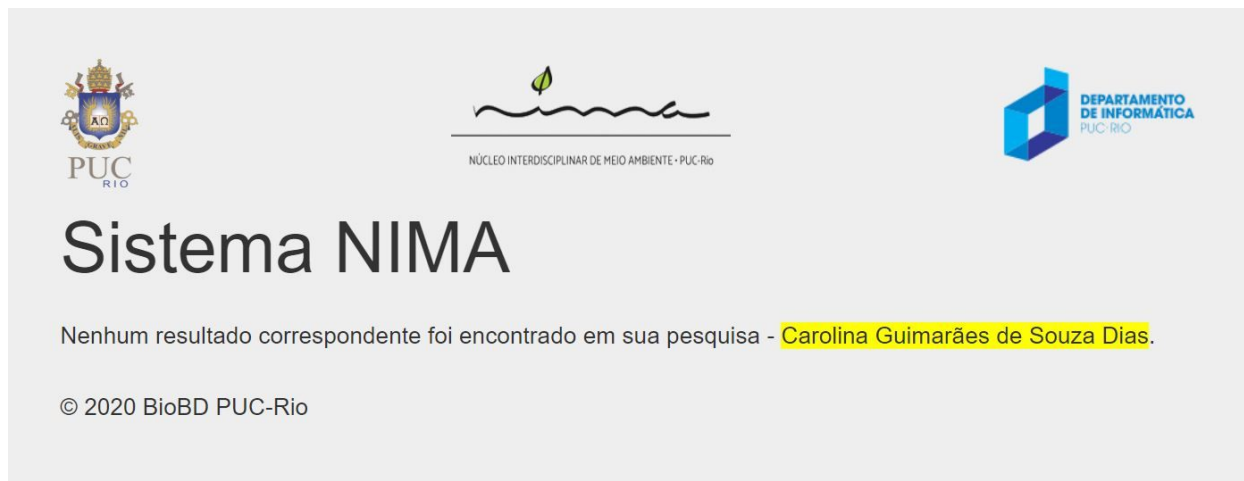 PUC
RIO
nima
NÚCLEO INTERDISCIPLINAR DE MEIO AMBIENTE • PUC-Rio
DEPARTAMENTO
DE INFORMÁTICA
PUC-RIO
Sistema NIMA
Nenhum resultado correspondente foi encontrado em sua pesquisa - Carolina Guimarães de Souza Dias.
© 2020 BioBD PUC-Rio